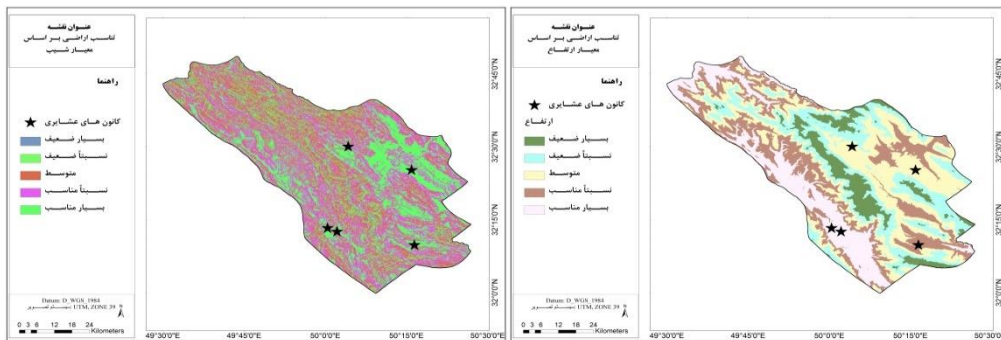 عنوان نقشه
تناسب اراضی بر اساس
معیار شیب
راهنما
کانون های عشایری
بسیار ضعیف
نسبتاً ضعیف
متوسط
نسبتاً مناسب
بسیار مناسب
Datum: D_WGS_1984
سیستم تصویر UTM, ZONE 39
0 3 6 12 18 24
Kilometers
49°30'0"E 49°45'0"E 50°0'0"E 50°15'0"E 50°30'0"E
32°45'0"N
32°30'0"N
32°15'0"N
32°0'0"N
عنوان نقشه
تناسب اراضی بر اساس
معیار ارتفاع
راهنما
کانون های عشایری
ارتفاع
بسیار ضعیف
نسبتاً ضعیف
متوسط
نسبتاً مناسب
بسیار مناسب
Datum: D_WGS_1984
سیستم تصویر UTM, ZONE 39
0 3 6 12 18 24
Kilometers
49°30'0"E 49°45'0"E 50°0'0"E 50°15'0"E 50°30'0"E
32°45'0"N
32°30'0"N
32°15'0"N
32°0'0"N